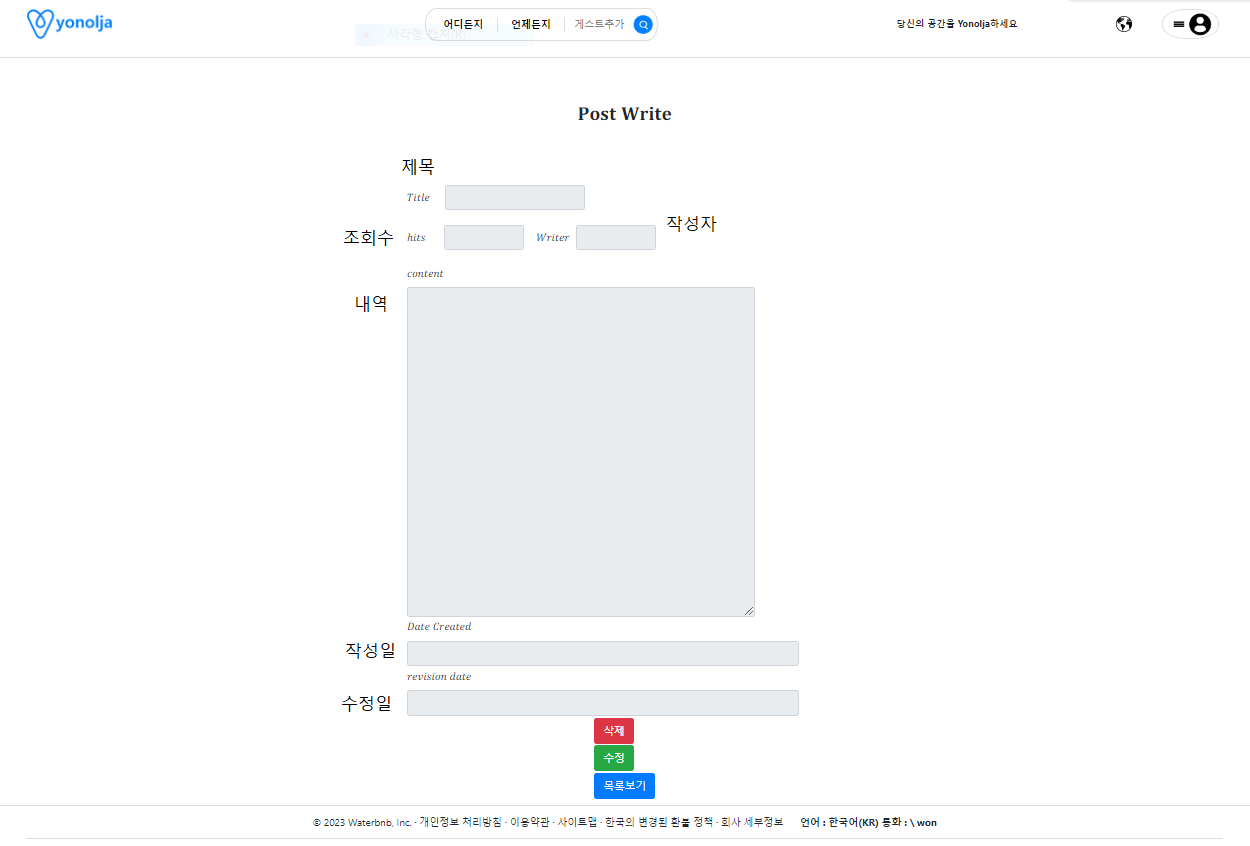 yonolja
어디든지 언제든지 게스트추가
사각형 캡처(R)
당신의 공간을 Yonolja하세요
Post Write
제목
Title
조회수 hits Writer 작성자
content
내역
Date Created
작성일
revision date
수정일
삭제
수정
목록보기
© 2023 Waterbnb, Inc. · 개인정보 처리방침 · 이용약관 · 사이트맵 · 한국의 변경된 환불 정책 · 회사 세부정보 언어 : 한국어(KR) 통화 : \ won